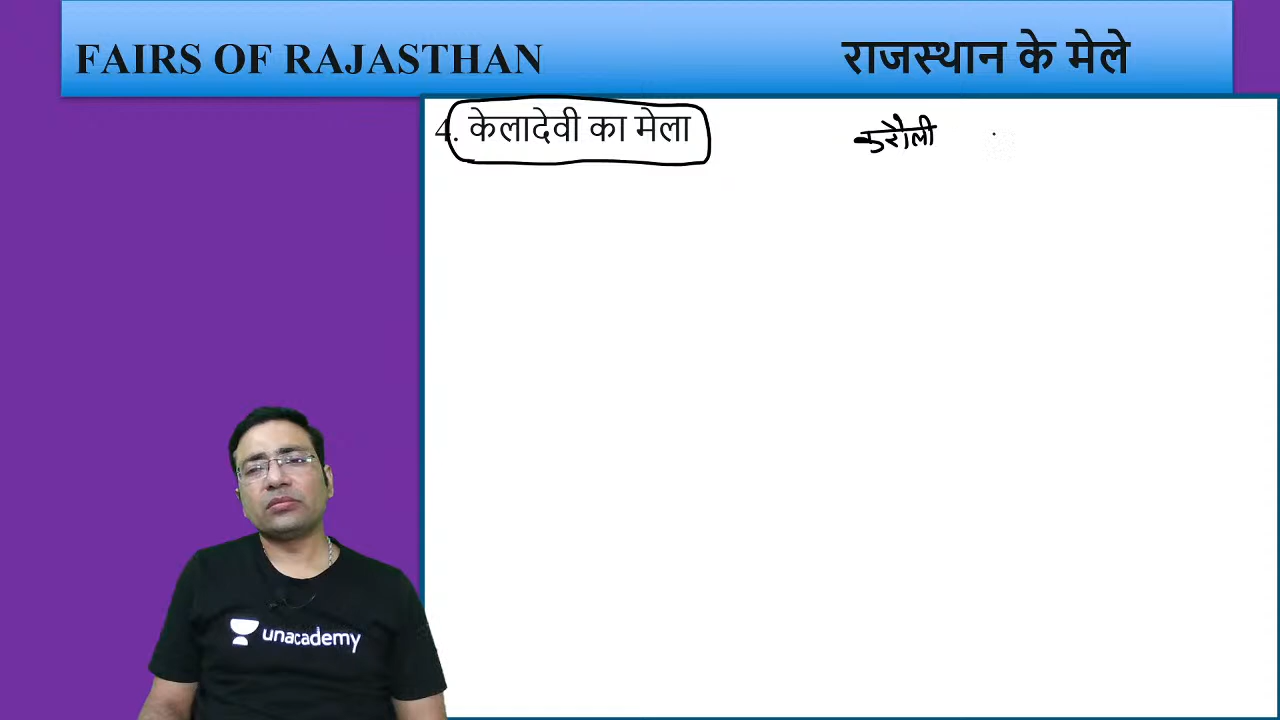 FAIRS OF RAJASTHAN राजस्थान के मेले
4. केलादेवी का मेला करौली
unacademy